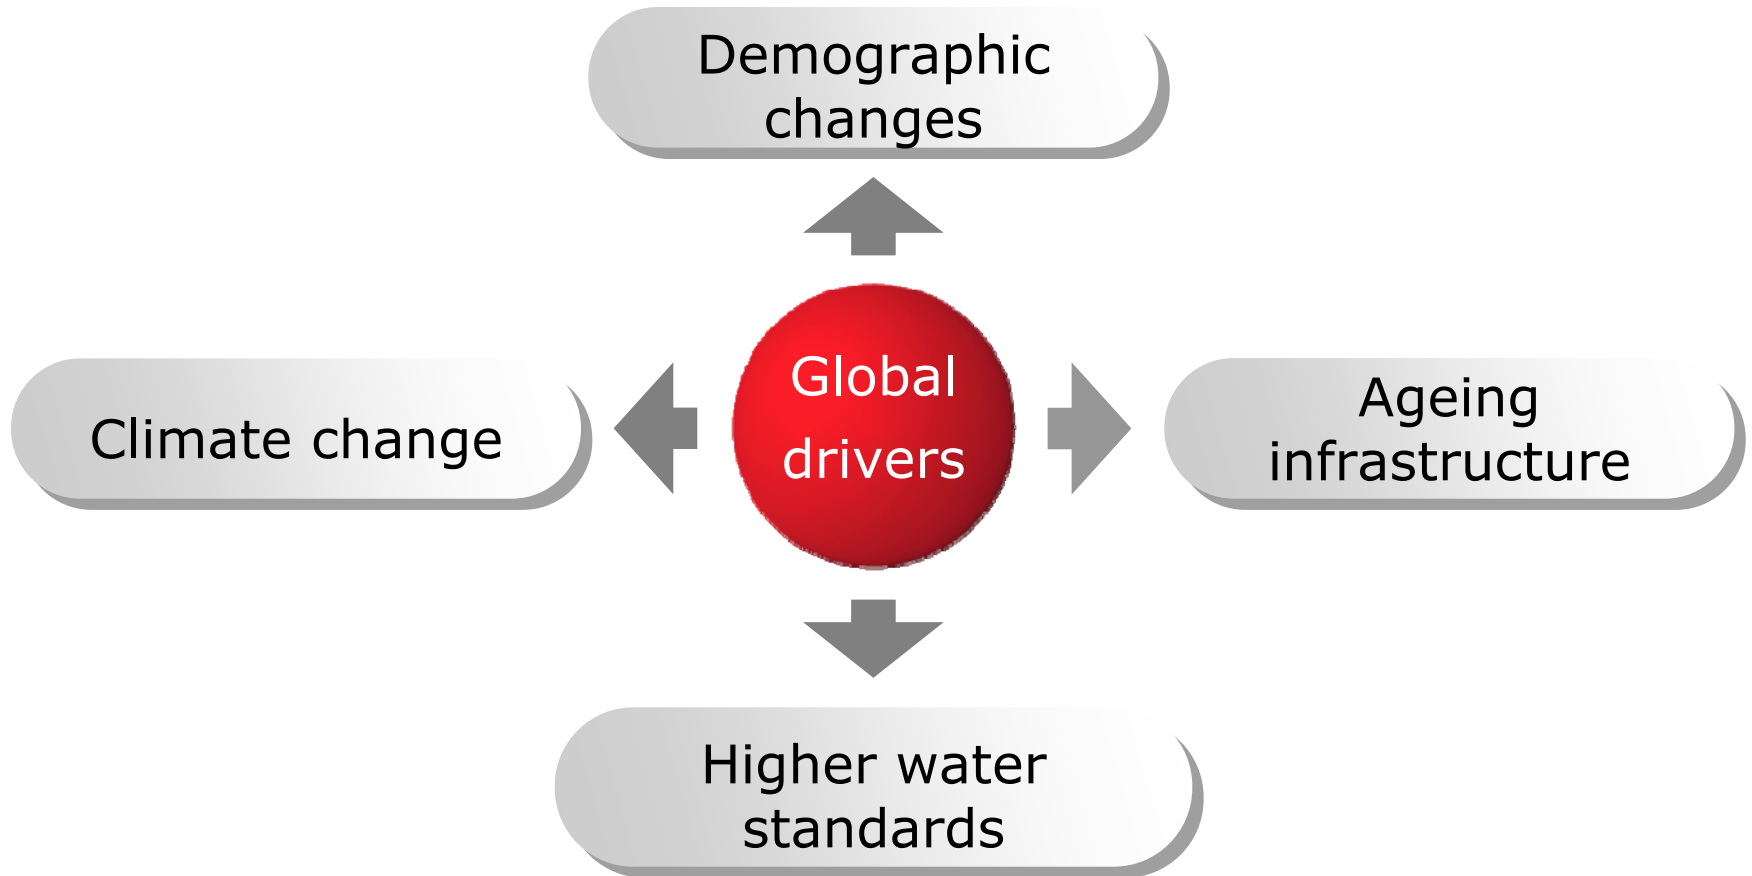 Demographic
changes
Climate change
Global
drivers
Ageing
infrastructure
Higher water
standards